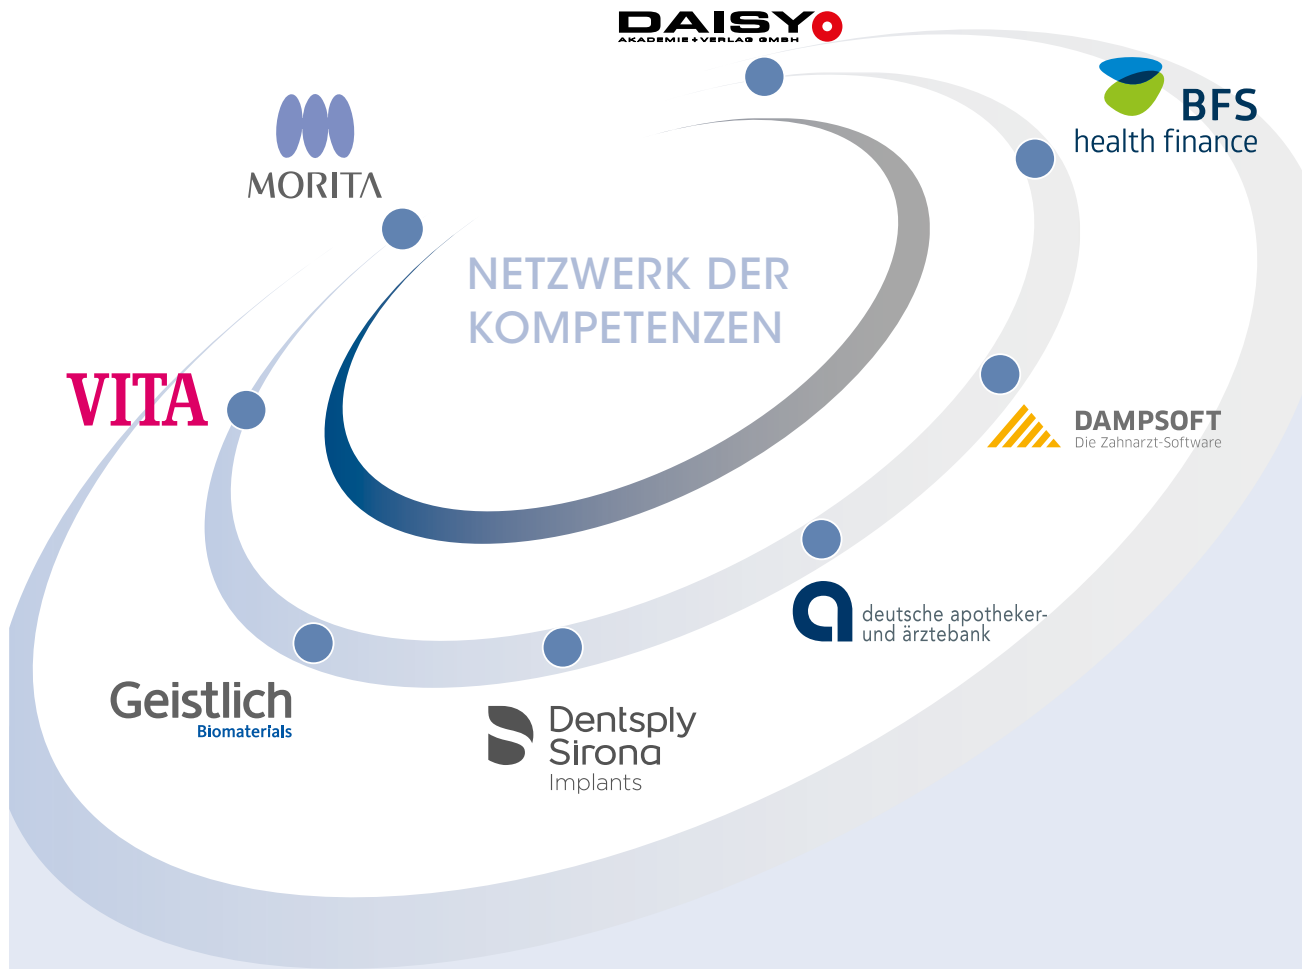 DAISY
AKADEMIE+VERLAG GMBH
BFS
health finance
MORITA
NETZWERK DER
KOMPETENZEN
VITA
DAMPSOFT
Die Zahnarzt-Software
deutsche apotheker-
und ärztebank
Geistlich
Biomaterials
Dentsply
Sirona
Implants